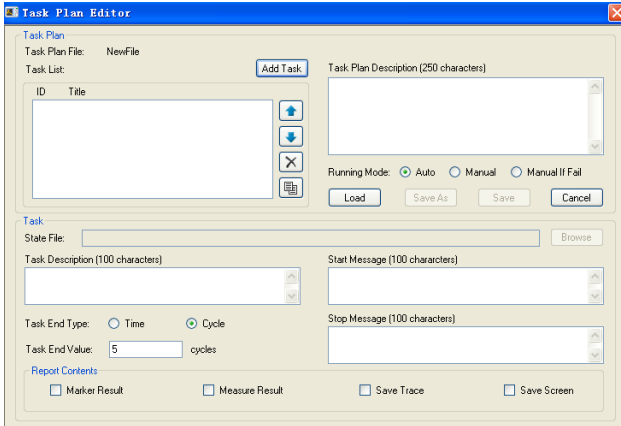 Task Plan Editor
Task Plan
Task Plan File: NewFile
Task List: Add Task
ID Title
Task Plan Description (250 characters)
Running Mode: Auto Manual Manual If Fail
Load Save As Save Cancel
Task
State File: Browse
Task Description (100 characters)
Start Message (100 chararcters)
Task End Type: Time Cycle
Task End Value: 5 cycles
Stop Message (100 characters)
Report Contents
Marker Result Measure Result Save Trace Save Screen